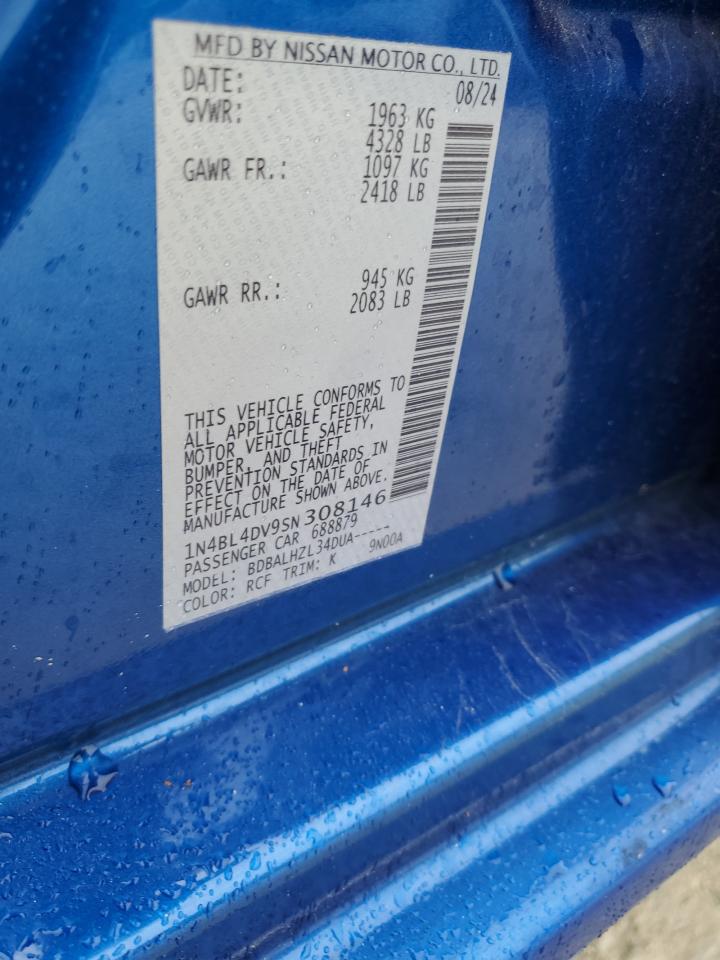 MFD BY NISSAN MOTOR CO., LTD.
DATE: 08/24
GVWR: 1963 KG
4328 LB
GAWR FR.: 1097 KG
2418 LB
GAWR RR.: 945 KG
2083 LB
THIS VEHICLE CONFORMS TO
ALL APPLICABLE FEDERAL
MOTOR VEHICLE SAFETY,
BUMPER, AND THEFT
PREVENTION STANDARDS IN
EFFECT ON THE DATE OF
MANUFACTURE SHOWN ABOVE.
1N4BL4DV9SN308146
PASSENGER CAR 688879
MODEL: BDBALHZL34DUA-----
COLOR: RCF TRIM: K 9N00A